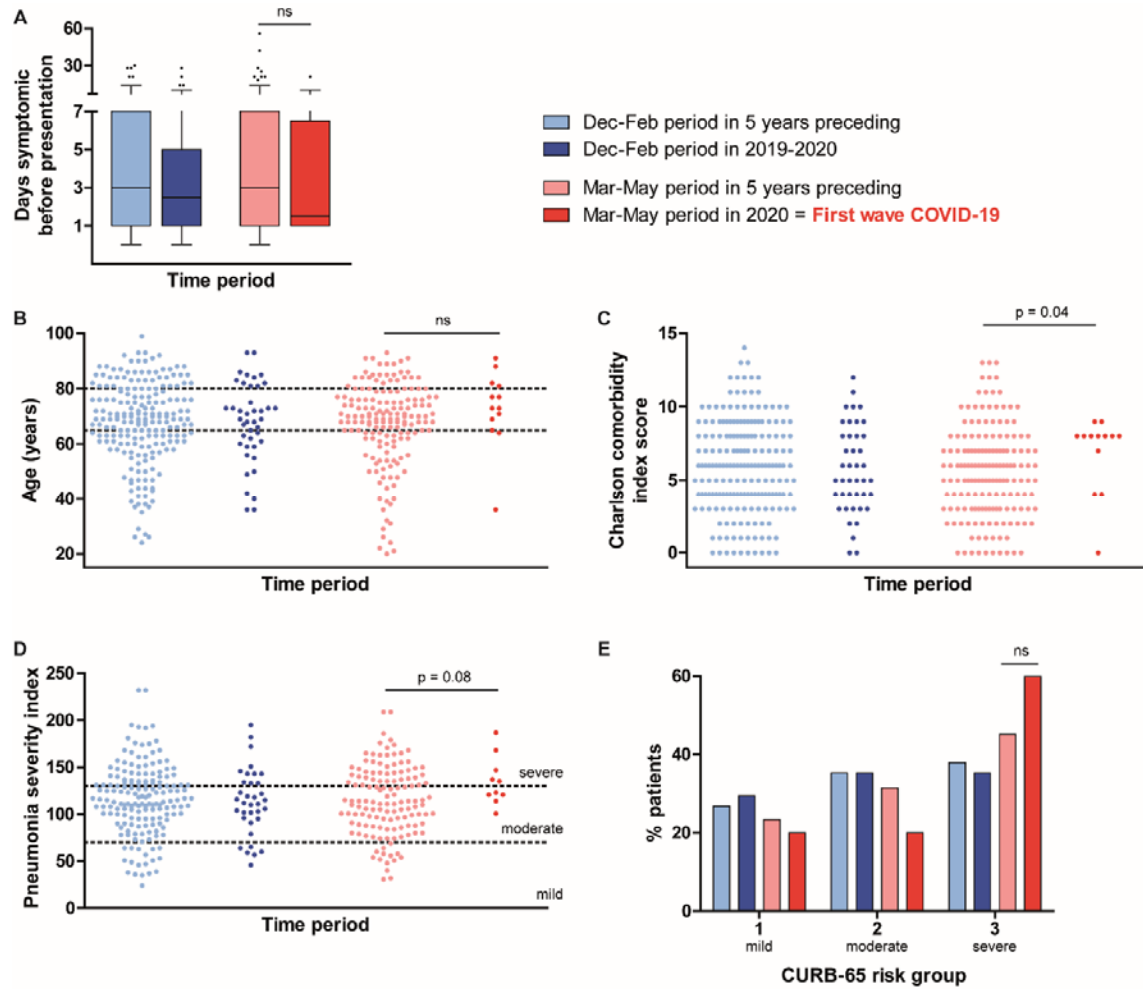 A
60
30
7
5
3
1
ns
Days symptomic
before presentation
Time period
Dec-Feb period in 5 years preceding
Dec-Feb period in 2019-2020
Mar-May period in 5 years preceding
Mar-May period in 2020 = First wave COVID-19
B
100
80
60
40
20
ns
Age (years)
Time period
C
15
10
5
0
p = 0.04
Charlson comorbidity
index score
Time period
D
250
200
150
100
50
0
p = 0.08
severe
moderate
mild
Pneumonia severity index
Time period
E
60
40
20
0
ns
% patients
1 2 3
mild moderate severe
CURB-65 risk group